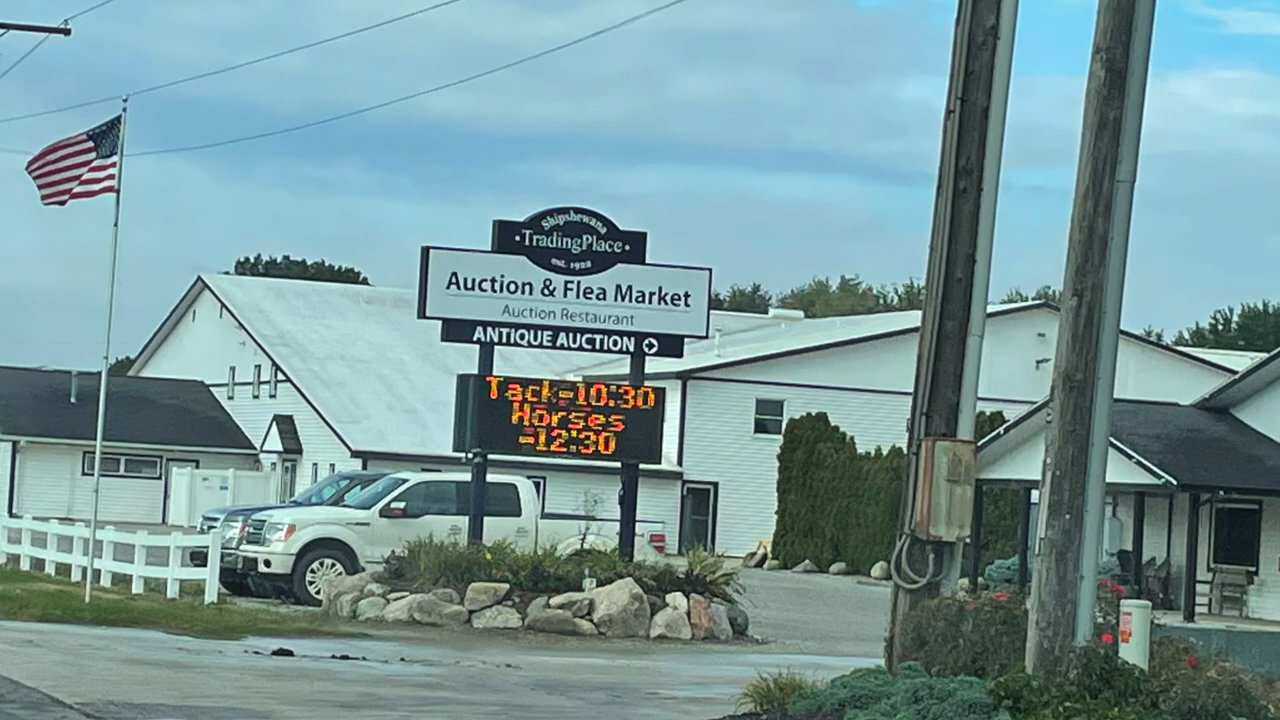 Shipshewana
·TradingPlace·
est. 1922
Auction & Flea Market
Auction Restaurant
ANTIQUE AUCTION
Tack-10:30
Horses
-12:30